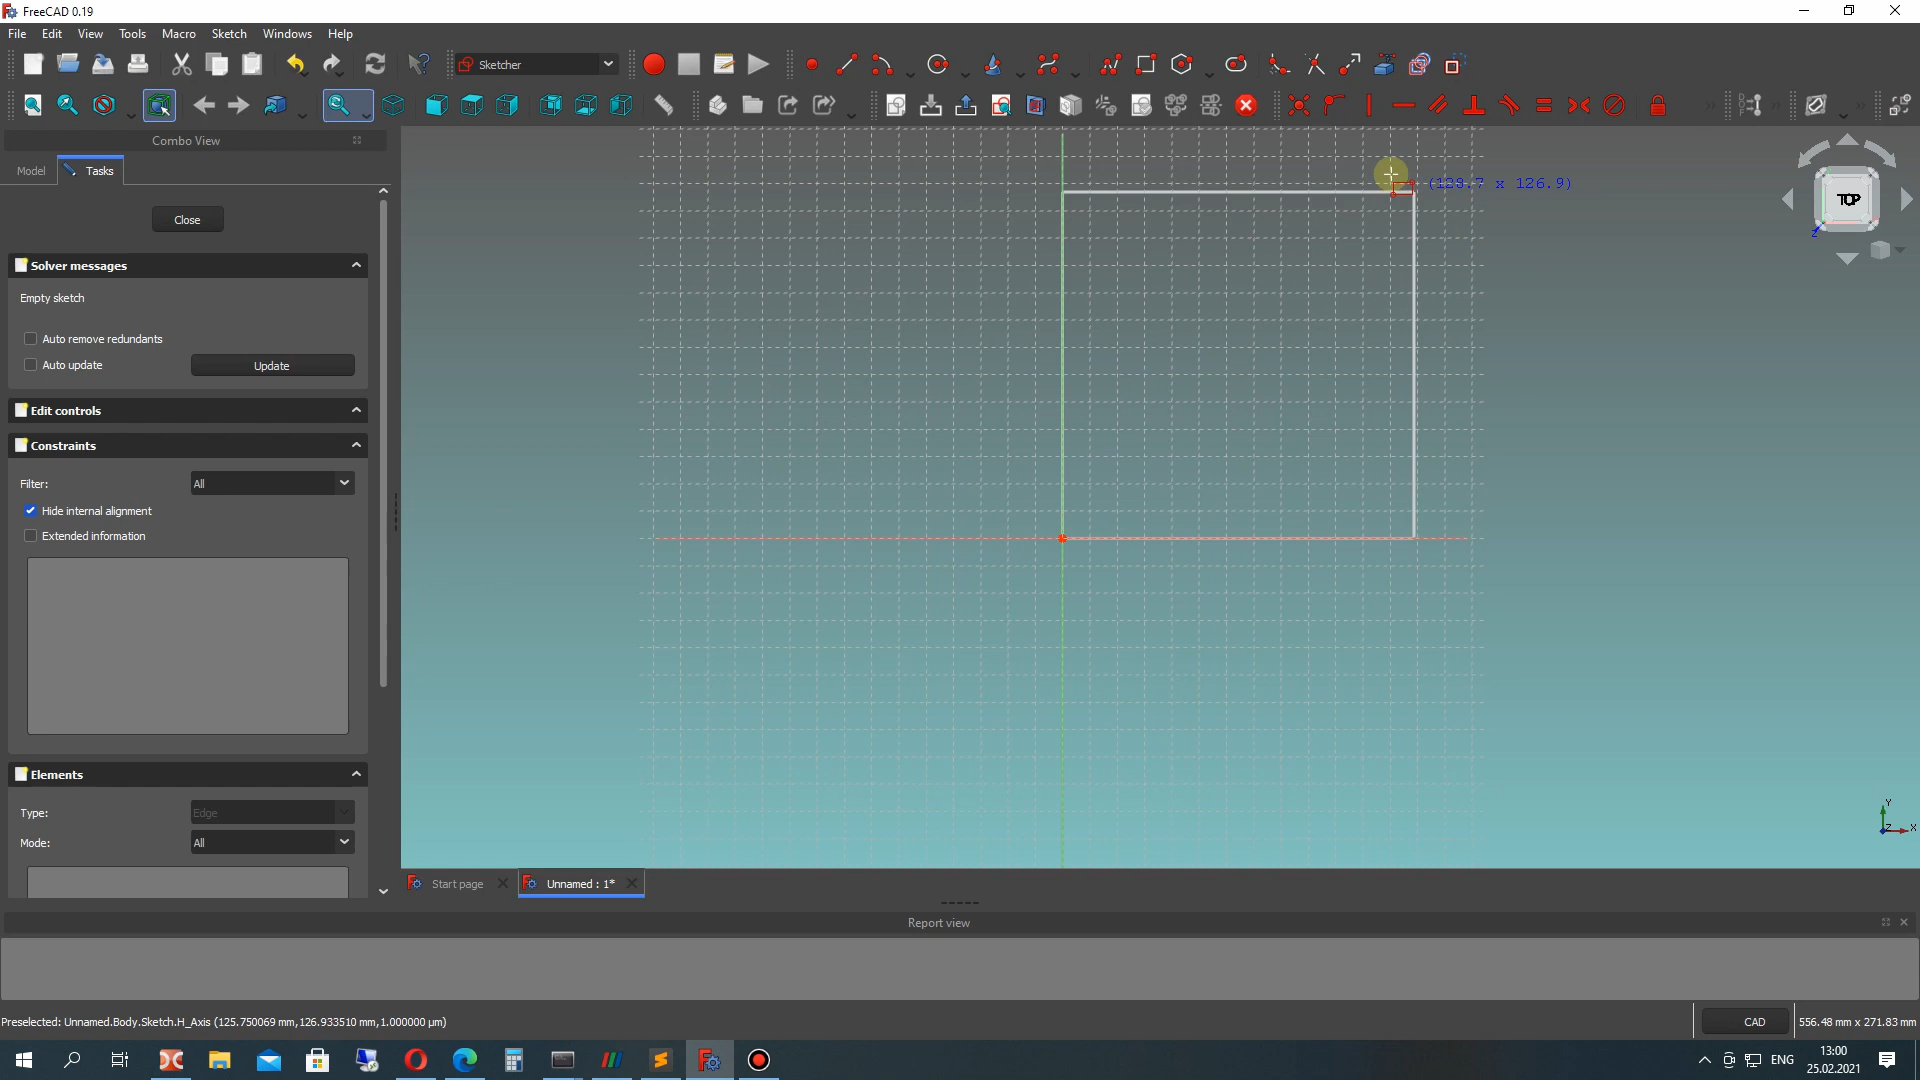 FreeCAD 0.19
File Edit View Tools Macro Sketch Windows Help
Sketcher
Combo View
Model Tasks
Close
Solver messages
Empty sketch
Auto remove redundants
Auto update Update
Edit controls
Constraints
Filter: All
Hide internal alignment
Extended information
Elements
Type: Edge
Mode: All
(128.7 x 126.9)
TOP
Z
Y
Z X
Start page Unnamed : 1*
Report view
Preselected: Unnamed.Body.Sketch.H_Axis (125.750069 mm,126.933510 mm,1.000000 µm)
CAD 556.48 mm x 271.83 mm
ENG 13:00
25.02.2021